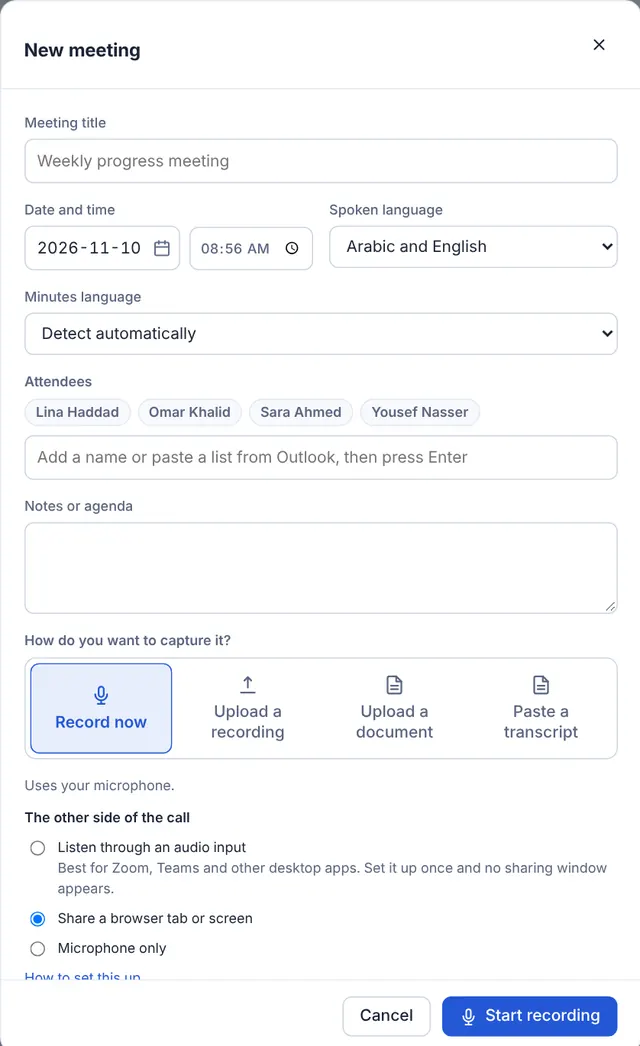 New meeting
Meeting title
Weekly progress meeting
Date and time
Spoken language
2026-11-10
08:56 AM
Arabic and English
Minutes language
Detect automatically
Attendees
Lina Haddad
Omar Khalid
Sara Ahmed
Yousef Nasser
Add a name or paste a list from Outlook, then press Enter
Notes or agenda
How do you want to capture it?
Record now
Upload a
recording
Upload a
document
Paste a
transcript
Uses your microphone.
The other side of the call
Listen through an audio input
Best for Zoom, Teams and other desktop apps. Set it up once and no sharing window
appears.
Share a browser tab or screen
Microphone only
How to set this up
Cancel
Start recording